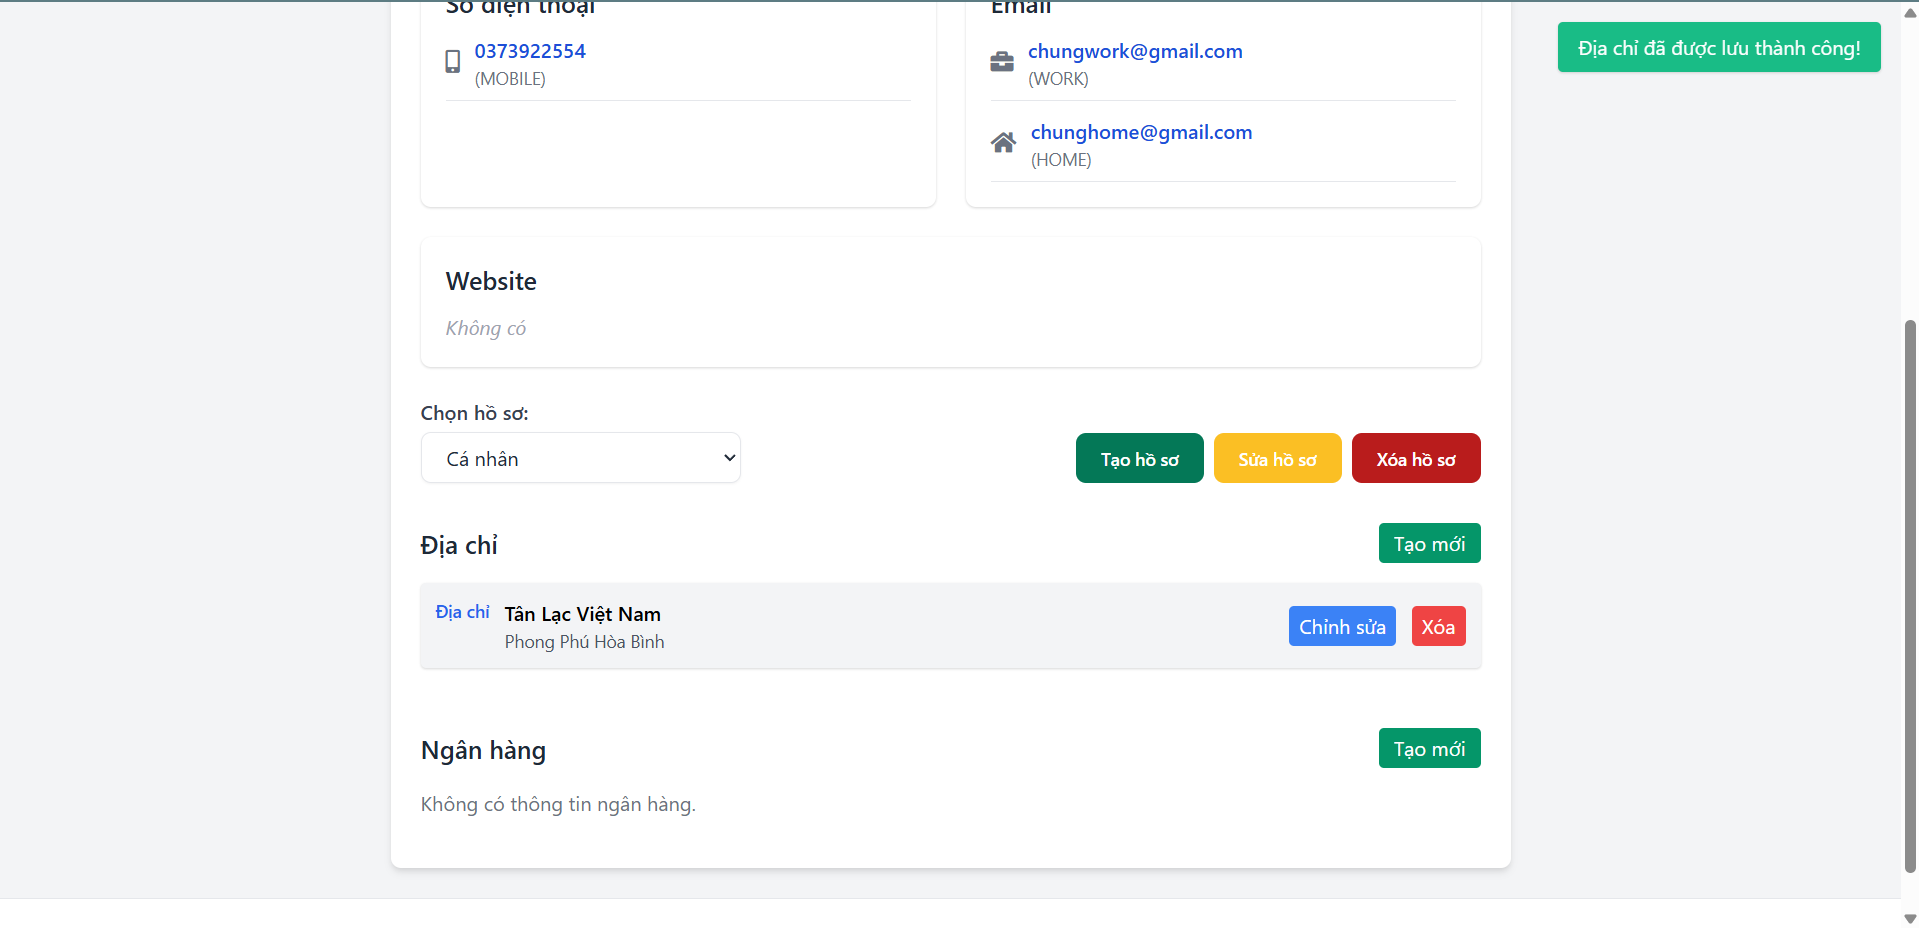 Số điện thoại
0373922554
(MOBILE)
Email
chungwork@gmail.com
(WORK)
chunghome@gmail.com
(HOME)
Địa chỉ đã được lưu thành công!
Website
Không có
Chọn hồ sơ:
Cá nhân
Tạo hồ sơ
Sửa hồ sơ
Xóa hồ sơ
Địa chỉ
Tạo mới
Địa chỉ
Tân Lạc Việt Nam
Phong Phú Hòa Bình
Chỉnh sửa
Xóa
Ngân hàng
Tạo mới
Không có thông tin ngân hàng.